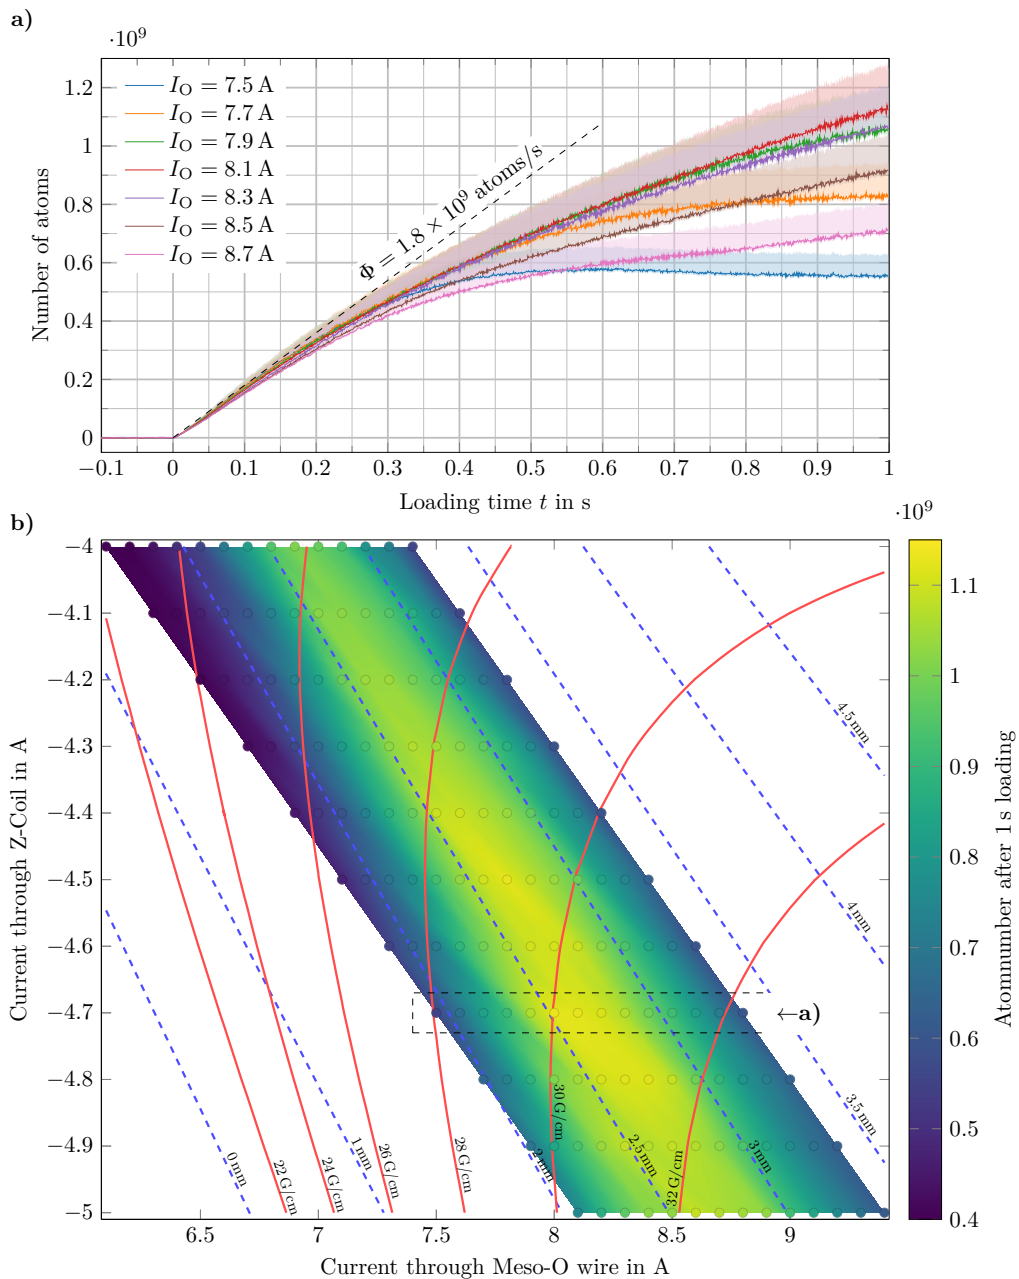 a)
·10⁹
I_O = 7.5 A
I_O = 7.7 A
I_O = 7.9 A
I_O = 8.1 A
I_O = 8.3 A
I_O = 8.5 A
I_O = 8.7 A
Φ = 1.8 × 10⁹ atoms/s
Number of atoms
1.2
1
0.8
0.6
0.4
0.2
0
−0.1 0 0.1 0.2 0.3 0.4 0.5 0.6 0.7 0.8 0.9 1
Loading time t in s
b)
·10⁹
Current through Z-Coil in A
−4
−4.1
−4.2
−4.3
−4.4
−4.5
−4.6
−4.7
−4.8
−4.9
−5
4.5 mm
4 mm
←a)
3.5 mm
30 G/cm
0 mm
22 G/cm
24 G/cm
1 mm
26 G/cm
28 G/cm
2 mm
2.5 mm
32 G/cm
3 mm
6.5 7 7.5 8 8.5 9
Current through Meso-O wire in A
1.1
1
0.9
0.8
0.7
0.6
0.5
0.4
Atomnumber after 1 s loading